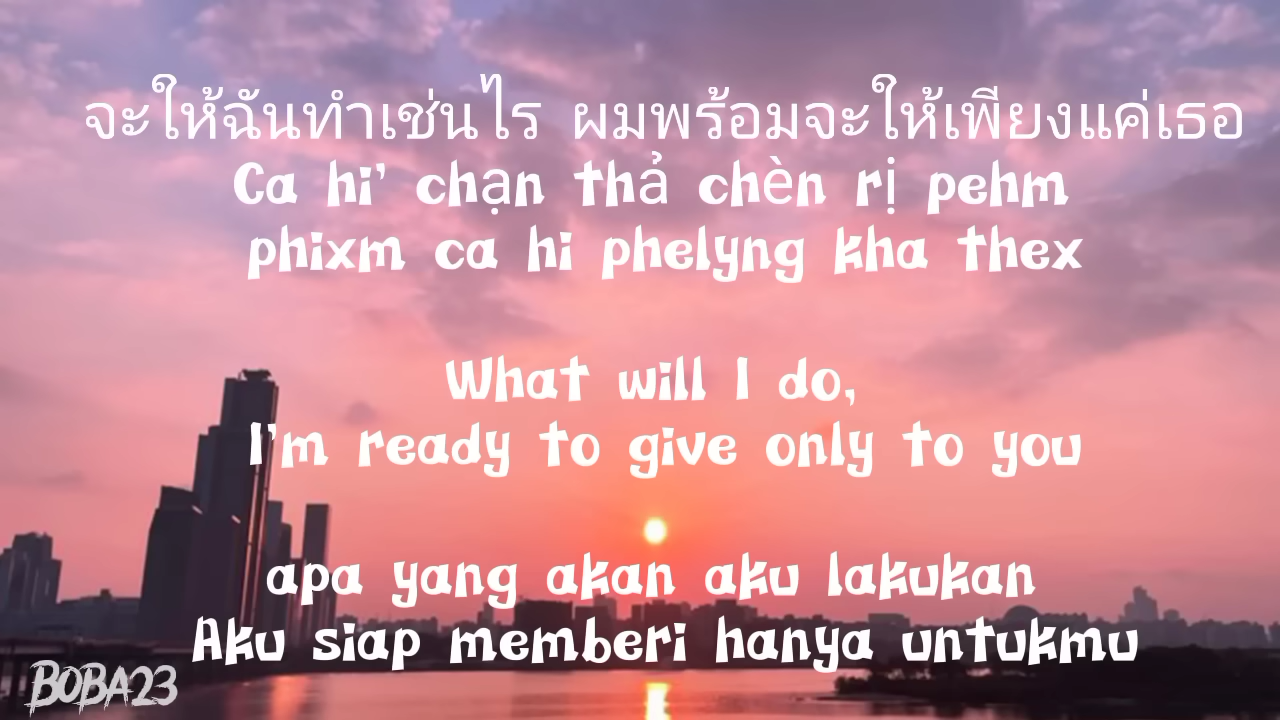 จะให้ฉันทำเช่นไร ผมพร้อมจะให้เพียงแค่เธอ
Ca hi' chạn thả chèn rị pehm
phixm ca hi phelyng kha thex
What will I do,
I'm ready to give only to you
apa yang akan aku lakukan
Aku siap memberi hanya untukmu
BOBA23